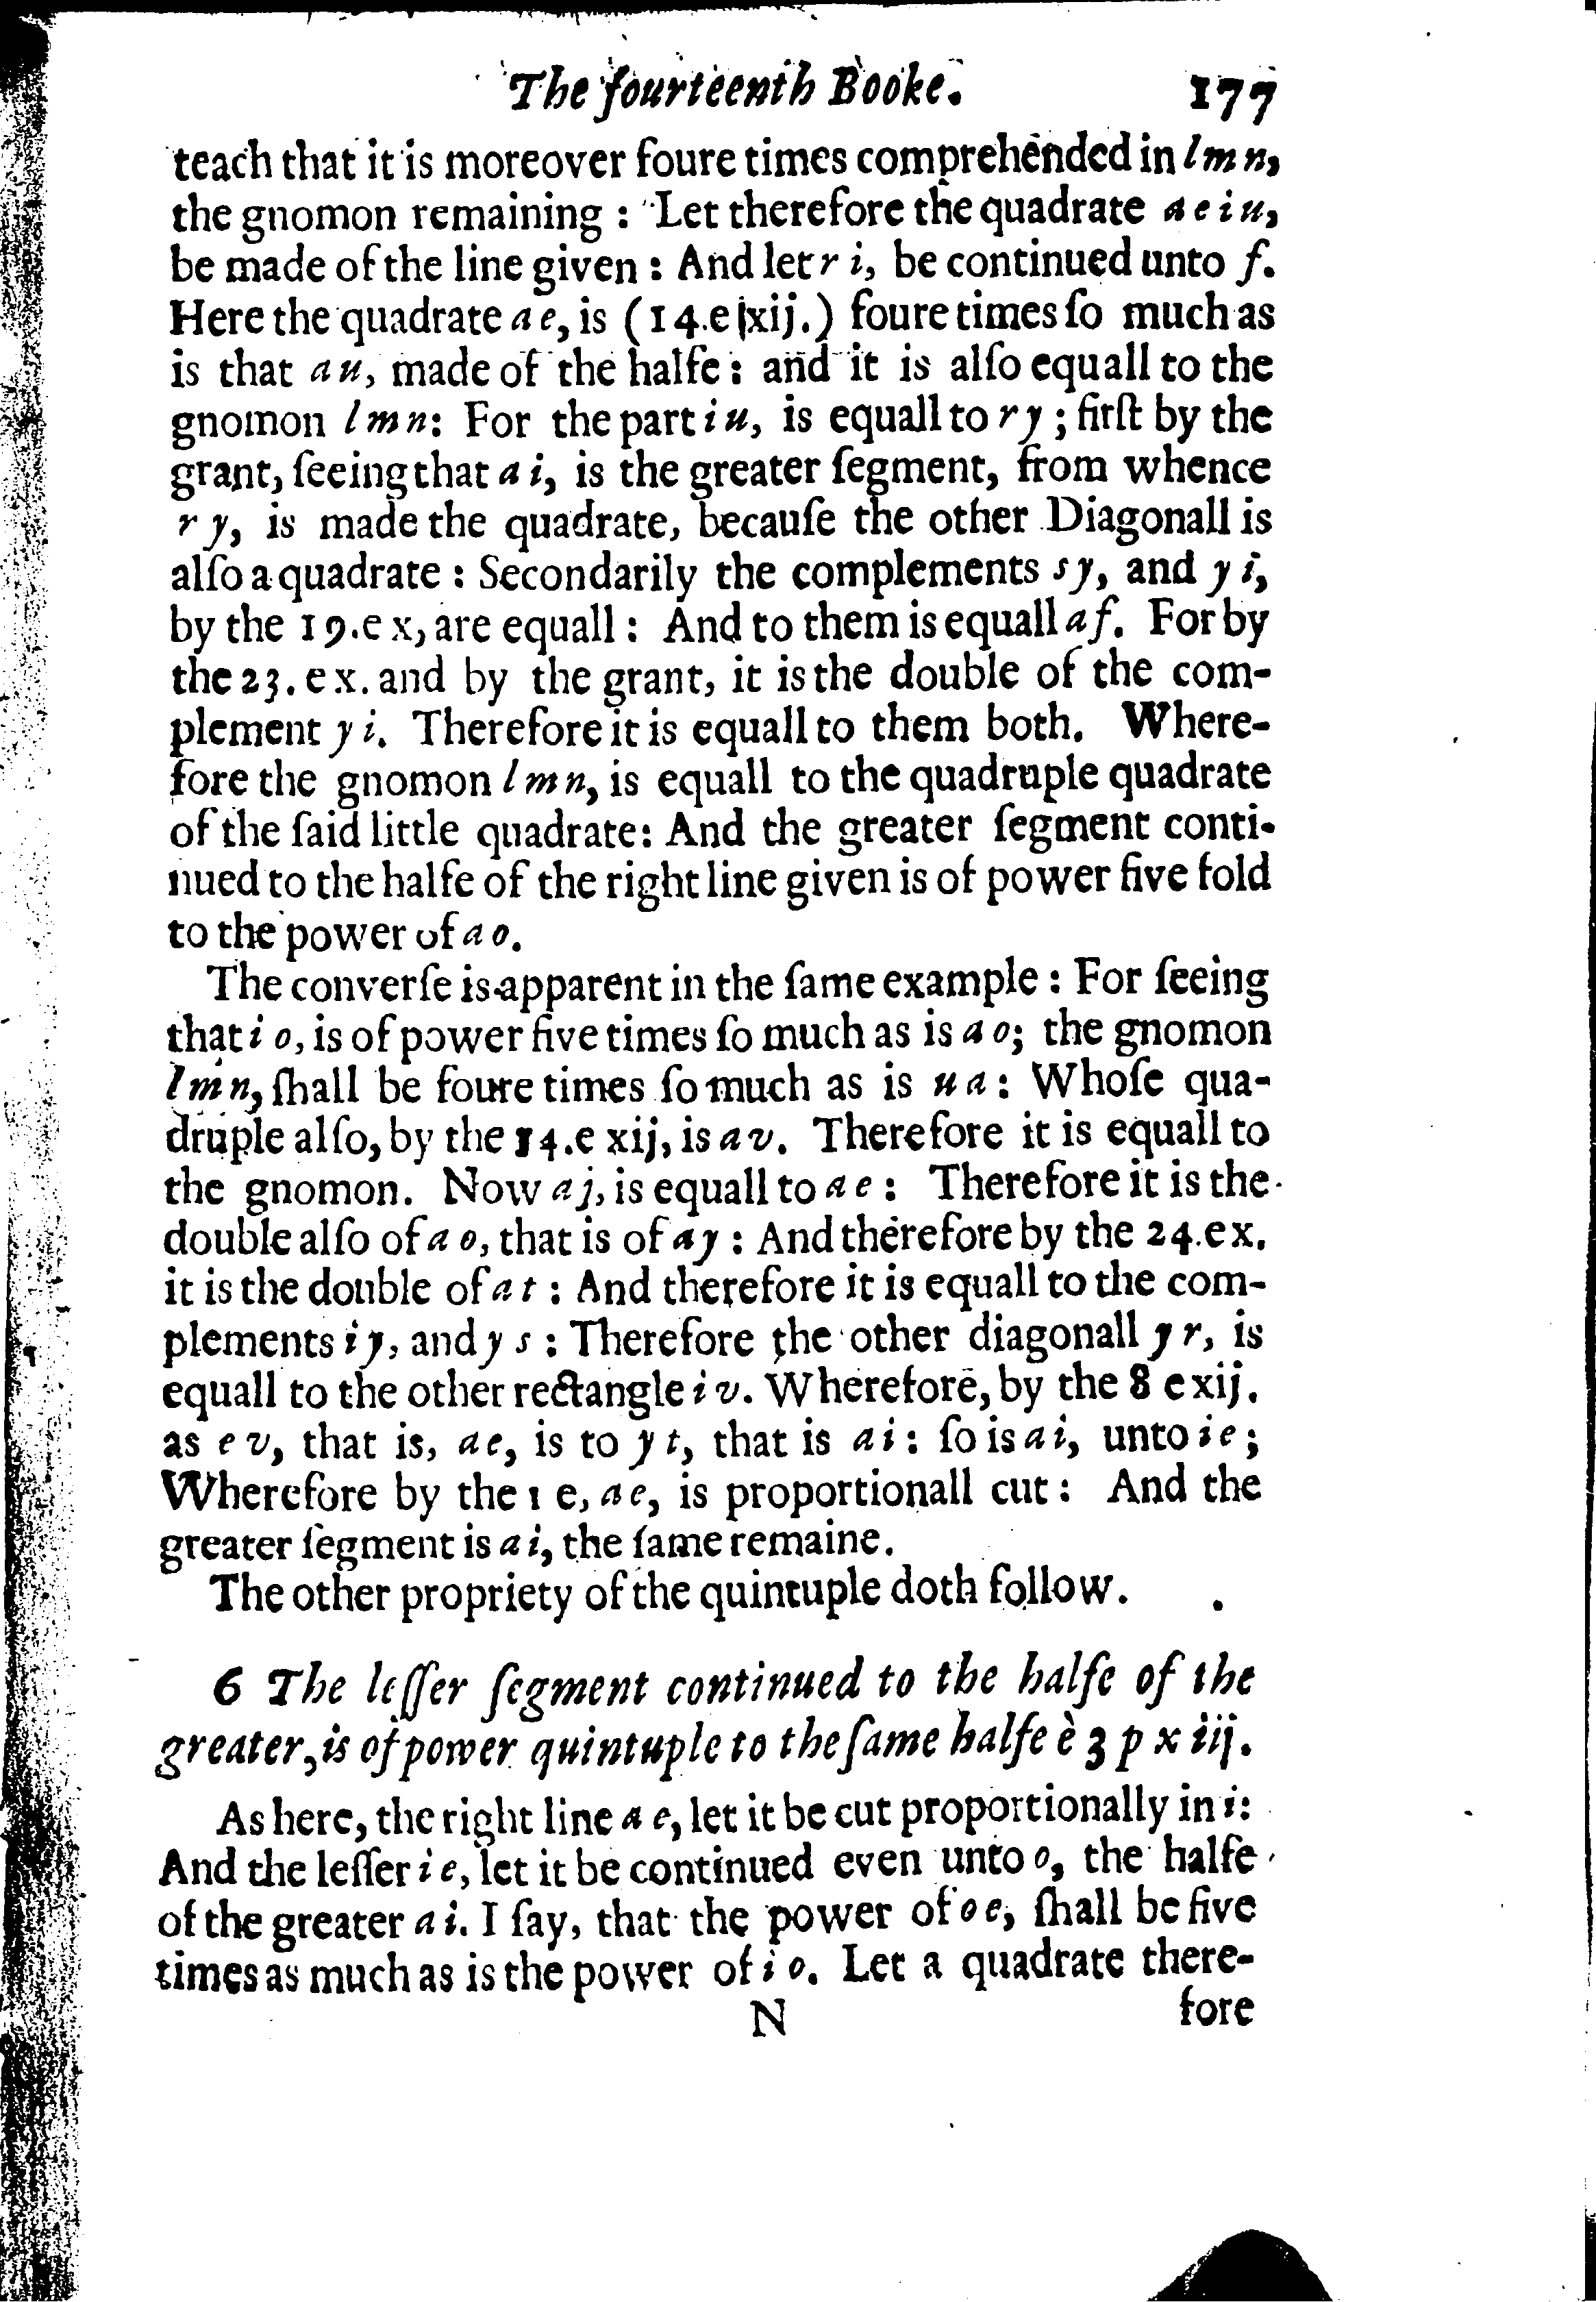 The fourteenth Booke. 177
teach that it is moreover foure times comprehended in l m n,
the gnomon remaining : Let therefore the quadrate a e i u,
be made of the line given : And let r i, be continued unto f.
Here the quadrate a e, is (14.e|xij.) foure times ſo much as
is that a u, made of the halfe : and it is alſo equall to the
gnomon l m n : For the part i u, is equall to r y ; firſt by the
grant, ſeeing that a i, is the greater ſegment, from whence
r y, is made the quadrate, becauſe the other Diagonall is
alſo a quadrate : Secondarily the complements s y, and y i,
by the 19.e x, are equall : And to them is equall a f. For by
the 23. e x. and by the grant, it is the double of the com-
plement y i. Therefore it is equall to them both. Where-
fore the gnomon l m n, is equall to the quadruple quadrate
of the ſaid little quadrate : And the greater ſegment conti-
nued to the halfe of the right line given is of power five fold
to the power of a o.
The converſe is apparent in the ſame example : For ſeeing
that i o, is of power five times ſo much as is a o; the gnomon
l m n, ſhall be foure times ſo much as is u a : Whoſe qua-
druple alſo, by the 14.e xij, is a v. Therefore it is equall to
the gnomon. Now a j, is equall to a e : Therefore it is the
double alſo of a o, that is of a y : And therefore by the 24.e x.
it is the double of a t : And therefore it is equall to the com-
plements i y, and y s : Therefore the other diagonall y r, is
equall to the other rectangle i v. Wherefore, by the 8 e xij.
as e v, that is, a e, is to y t, that is a i : ſo is a i, unto i e ;
Wherefore by the 1 e, a e, is proportionall cut : And the
greater ſegment is a i, the ſame remaine.
The other propriety of the quintuple doth follow.
6 The leſſer ſegment continued to the halfe of the
greater, is of power quintuple to the ſame halfe è 3 p x iij.
As here, the right line a e, let it be cut proportionally in i :
And the leſſer i e, let it be continued even unto o, the halfe
of the greater a i. I ſay, that the power of o e, ſhall be five
times as much as is the power of i o. Let a quadrate there-
N fore